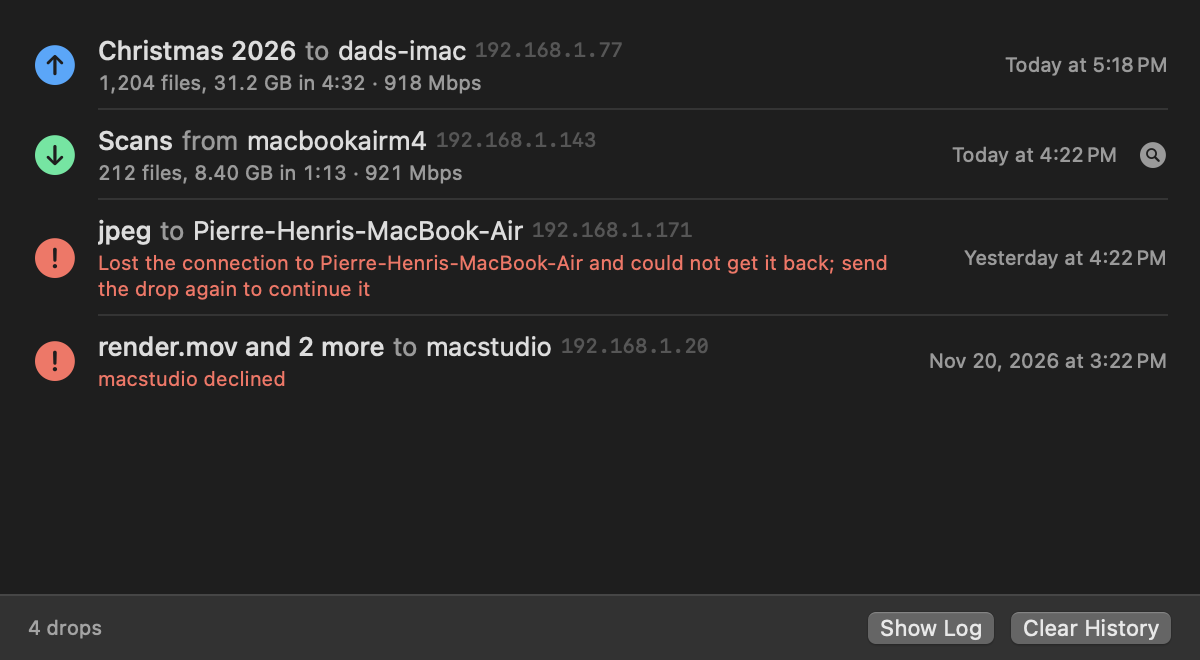 Christmas 2026 to dads-imac 192.168.1.77
1,204 files, 31.2 GB in 4:32 · 918 Mbps
Today at 5:18 PM
Scans from macbookairm4 192.168.1.143
212 files, 8.40 GB in 1:13 · 921 Mbps
Today at 4:22 PM
jpeg to Pierre-Henris-MacBook-Air 192.168.1.171
Lost the connection to Pierre-Henris-MacBook-Air and could not get it back; send
the drop again to continue it
Yesterday at 4:22 PM
render.mov and 2 more to macstudio 192.168.1.20
macstudio declined
Nov 20, 2026 at 3:22 PM
4 drops
Show Log
Clear History